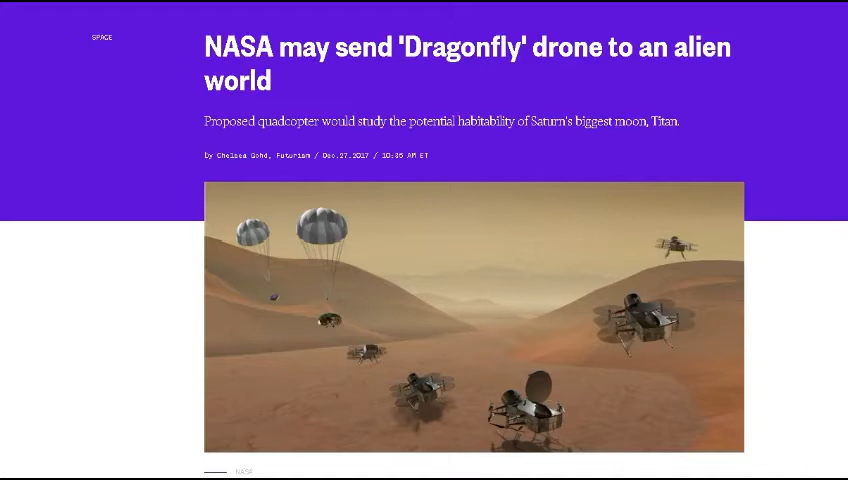 SPACE
NASA may send 'Dragonfly' drone to an alien
world
Proposed quadcopter would study the potential habitability of Saturn's biggest moon, Titan.
by Chelsea Gohd, Futurism / Dec.27.2017 / 10:35 AM ET
NASA